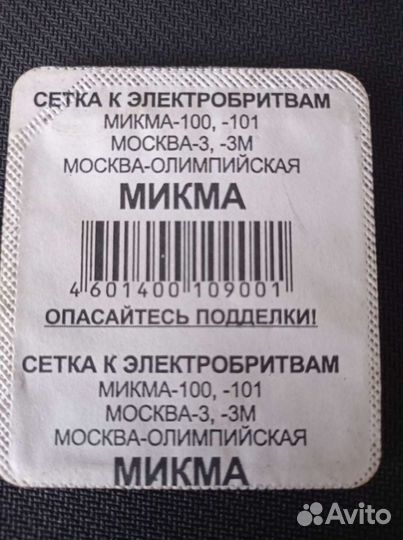 СЕТКА К ЭЛЕКТРОБРИТВАМ
МИКМА-100, -101
МОСКВА-3, -3М
МОСКВА-ОЛИМПИЙСКАЯ
МИКМА
4 601400 109001
ОПАСАЙТЕСЬ ПОДДЕЛКИ!
СЕТКА К ЭЛЕКТРОБРИТВАМ
МИКМА-100, -101
МОСКВА-3, -3М
МОСКВА-ОЛИМПИЙСКАЯ
МИКМА
Avito